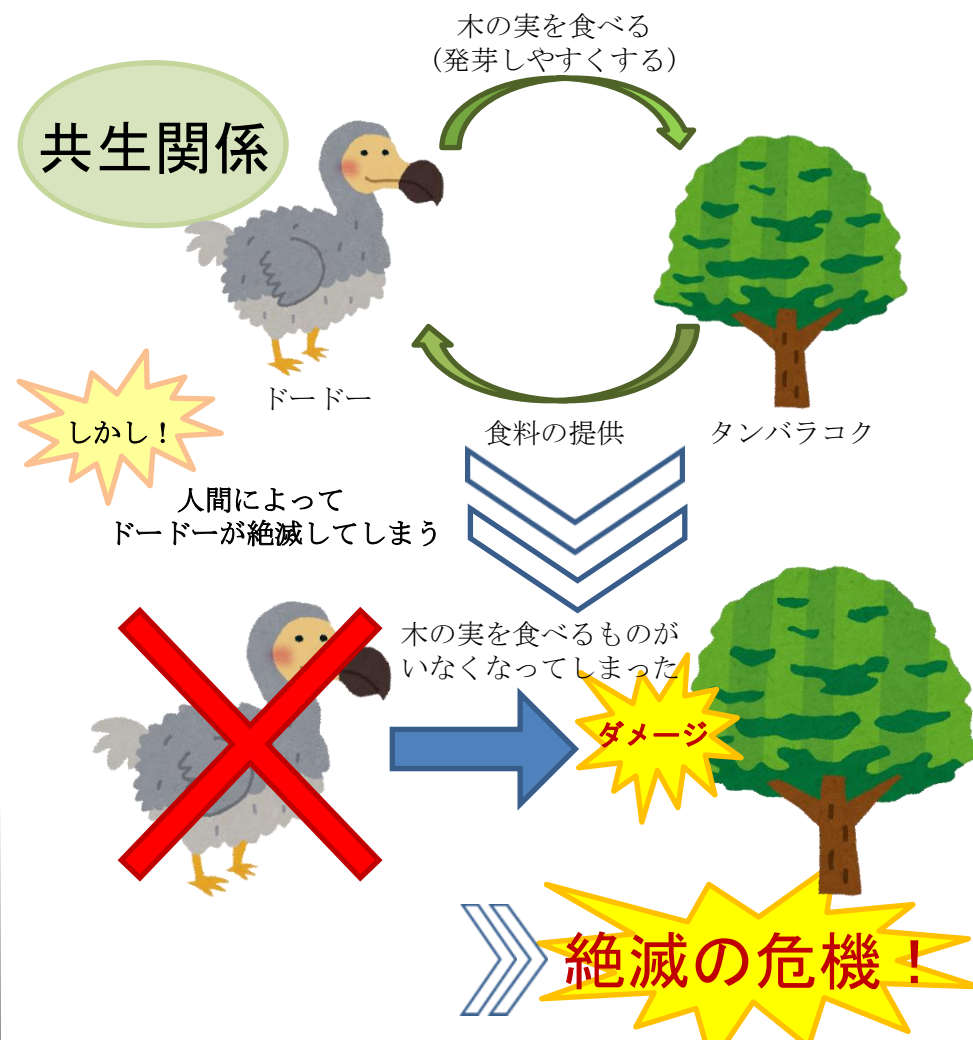 木の実を食べる
（発芽しやすくする）
共生関係
ドードー
食料の提供
タンバラコク
しかし！
人間によって
ドードーが絶滅してしまう
木の実を食べるものが
いなくなってしまった
ダメージ
絶滅の危機！